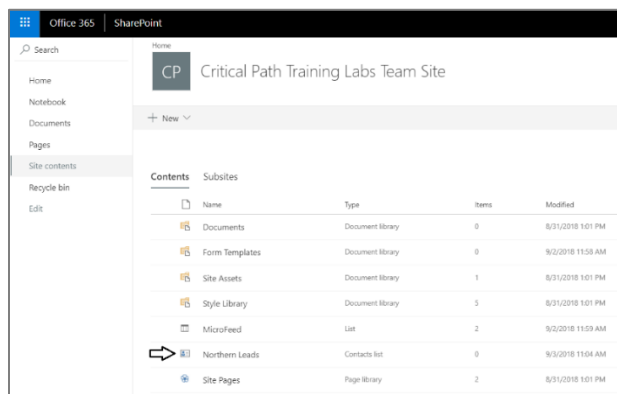 Office 365 SharePoint
Search
Home
Notebook
Documents
Pages
Site contents
Recycle bin
Edit
Home
CP Critical Path Training Labs Team Site
+ New
Contents Subsites
Name Type Items Modified
Documents Document library 0 8/31/2018 1:01 PM
Form Templates Document library 0 9/2/2018 11:58 AM
Site Assets Document library 1 8/31/2018 1:01 PM
Style Library Document library 5 8/31/2018 1:01 PM
MicroFeed List 2 9/2/2018 11:59 AM
Northern Leads Contacts list 0 9/3/2018 11:04 AM
Site Pages Page library 2 8/31/2018 1:01 PM